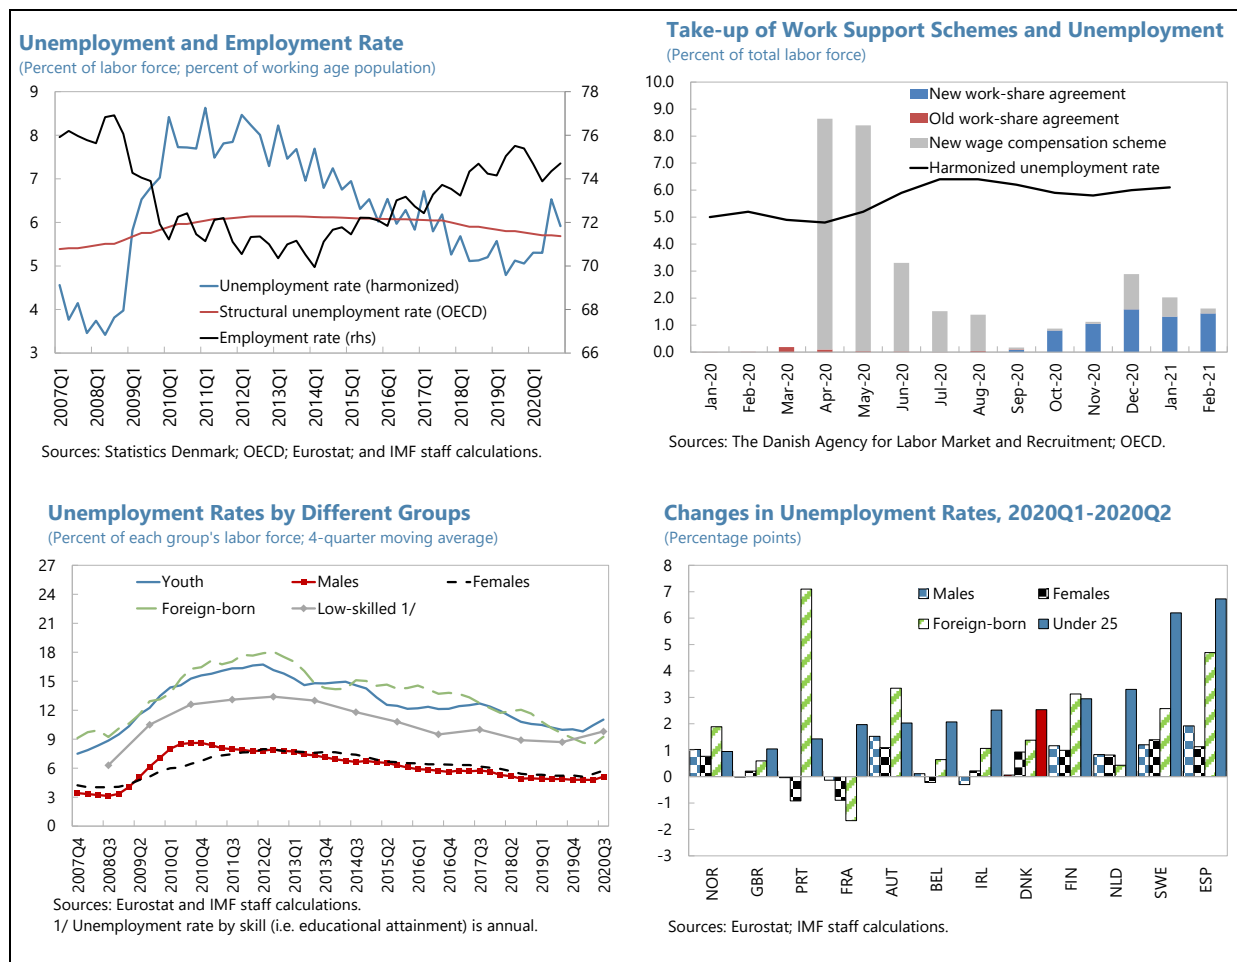 Unemployment and Employment Rate
(Percent of labor force; percent of working age population)
9
8
7
6
5
4
3
78
76
74
72
70
68
66
Unemployment rate (harmonized)
Structural unemployment rate (OECD)
Employment rate (rhs)
2007Q1
2008Q1
2009Q1
2010Q1
2011Q1
2012Q1
2013Q1
2014Q1
2015Q1
2016Q1
2017Q1
2018Q1
2019Q1
2020Q1
Sources: Statistics Denmark; OECD; Eurostat; and IMF staff calculations.
Take-up of Work Support Schemes and Unemployment
(Percent of total labor force)
10.0
9.0
8.0
7.0
6.0
5.0
4.0
3.0
2.0
1.0
0.0
New work-share agreement
Old work-share agreement
New wage compensation scheme
Harmonized unemployment rate
Jan-20
Feb-20
Mar-20
Apr-20
May-20
Jun-20
Jul-20
Aug-20
Sep-20
Oct-20
Nov-20
Dec-20
Jan-21
Feb-21
Sources: The Danish Agency for Labor Market and Recruitment; OECD.
Unemployment Rates by Different Groups
(Percent of each group's labor force; 4-quarter moving average)
27
24
21
18
15
12
9
6
3
0
Youth
Males
Females
Foreign-born
Low-skilled 1/
2007Q4
2008Q3
2009Q2
2010Q1
2010Q4
2011Q3
2012Q2
2013Q1
2013Q4
2014Q3
2015Q2
2016Q1
2016Q4
2017Q3
2018Q2
2019Q1
2019Q4
2020Q3
Sources: Eurostat and IMF staff calculations.
1/ Unemployment rate by skill (i.e. educational attainment) is annual.
Changes in Unemployment Rates, 2020Q1-2020Q2
(Percentage points)
8
7
6
5
4
3
2
1
0
-1
-2
-3
Males
Females
Foreign-born
Under 25
NOR
GBR
PRT
FRA
AUT
BEL
IRL
DNK
FIN
NLD
SWE
ESP
Sources: Eurostat; IMF staff calculations.